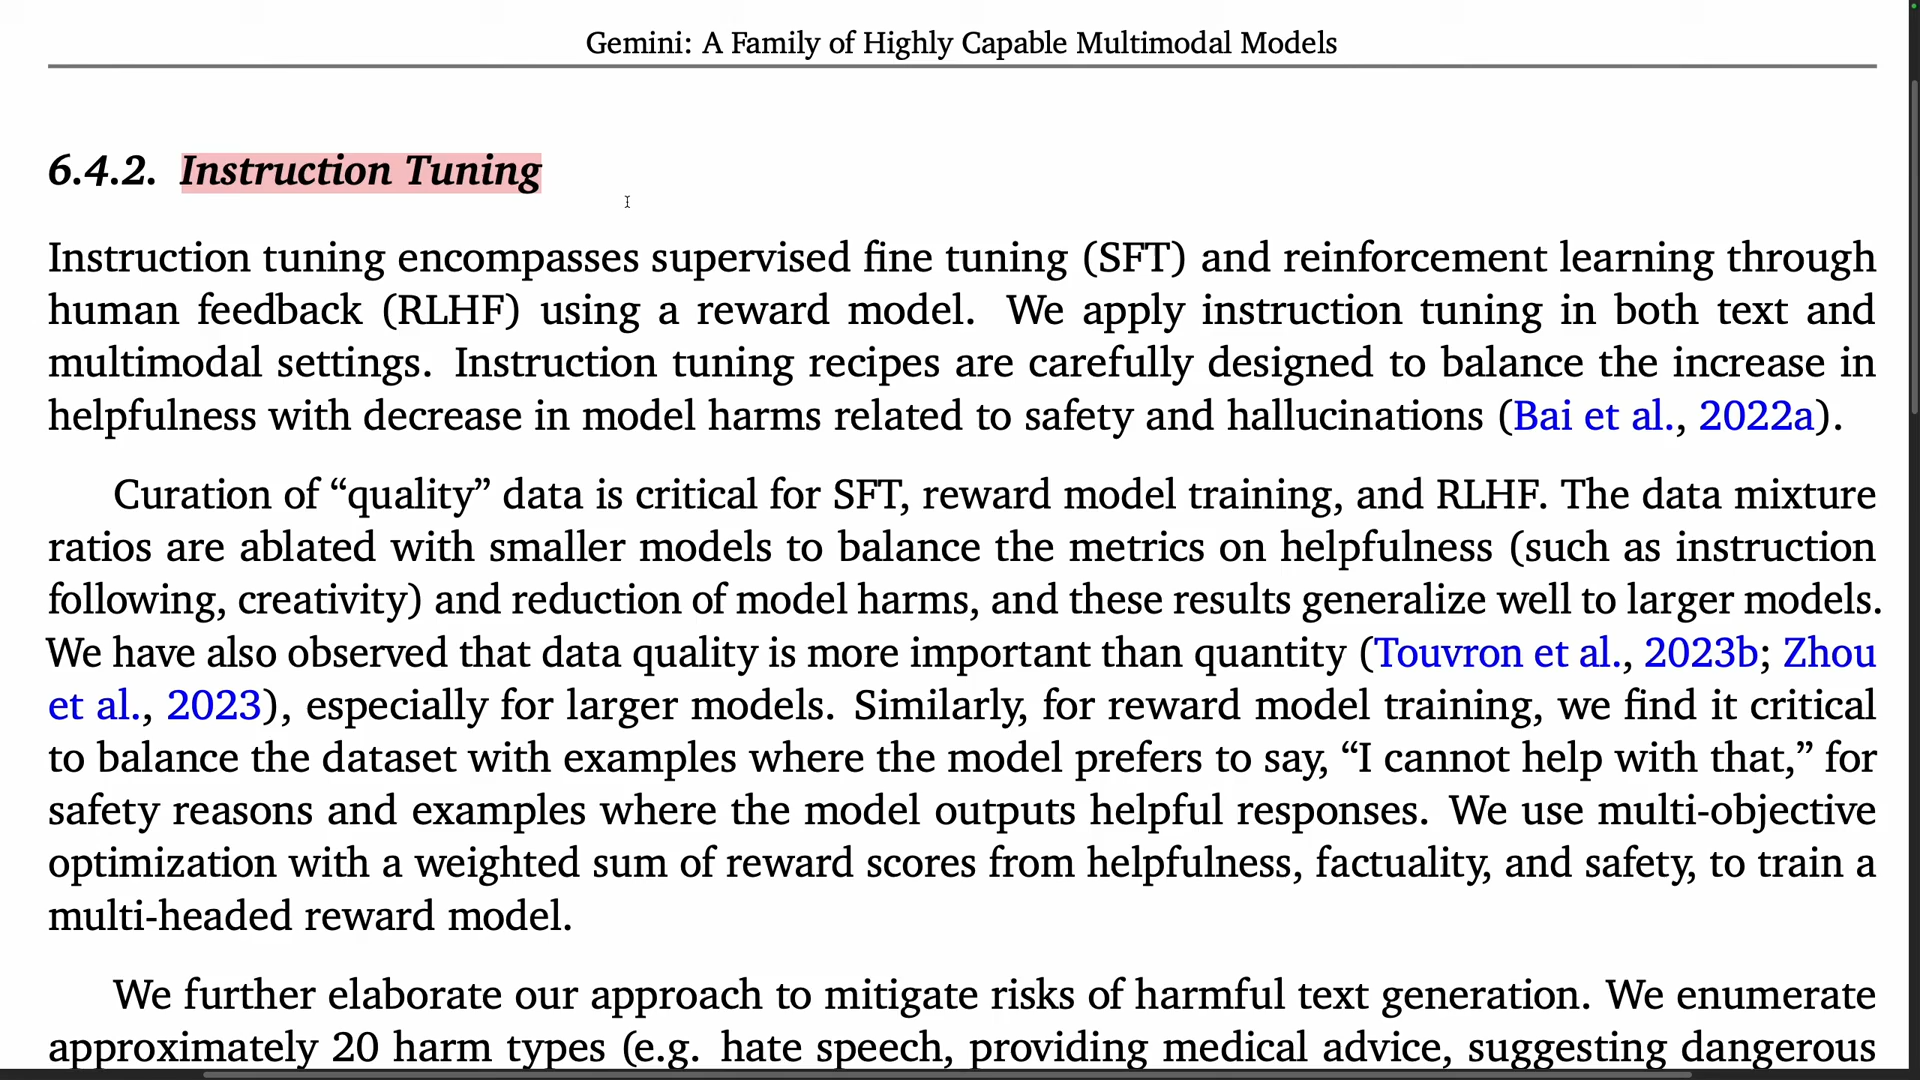 Gemini: A Family of Highly Capable Multimodal Models
6.4.2. Instruction Tuning
Instruction tuning encompasses supervised fine tuning (SFT) and reinforcement learning through
human feedback (RLHF) using a reward model. We apply instruction tuning in both text and
multimodal settings. Instruction tuning recipes are carefully designed to balance the increase in
helpfulness with decrease in model harms related to safety and hallucinations (Bai et al., 2022a).
Curation of “quality” data is critical for SFT, reward model training, and RLHF. The data mixture
ratios are ablated with smaller models to balance the metrics on helpfulness (such as instruction
following, creativity) and reduction of model harms, and these results generalize well to larger models.
We have also observed that data quality is more important than quantity (Touvron et al., 2023b; Zhou
et al., 2023), especially for larger models. Similarly, for reward model training, we find it critical
to balance the dataset with examples where the model prefers to say, “I cannot help with that,” for
safety reasons and examples where the model outputs helpful responses. We use multi-objective
optimization with a weighted sum of reward scores from helpfulness, factuality, and safety, to train a
multi-headed reward model.
We further elaborate our approach to mitigate risks of harmful text generation. We enumerate
approximately 20 harm types (e.g. hate speech, providing medical advice, suggesting dangerous